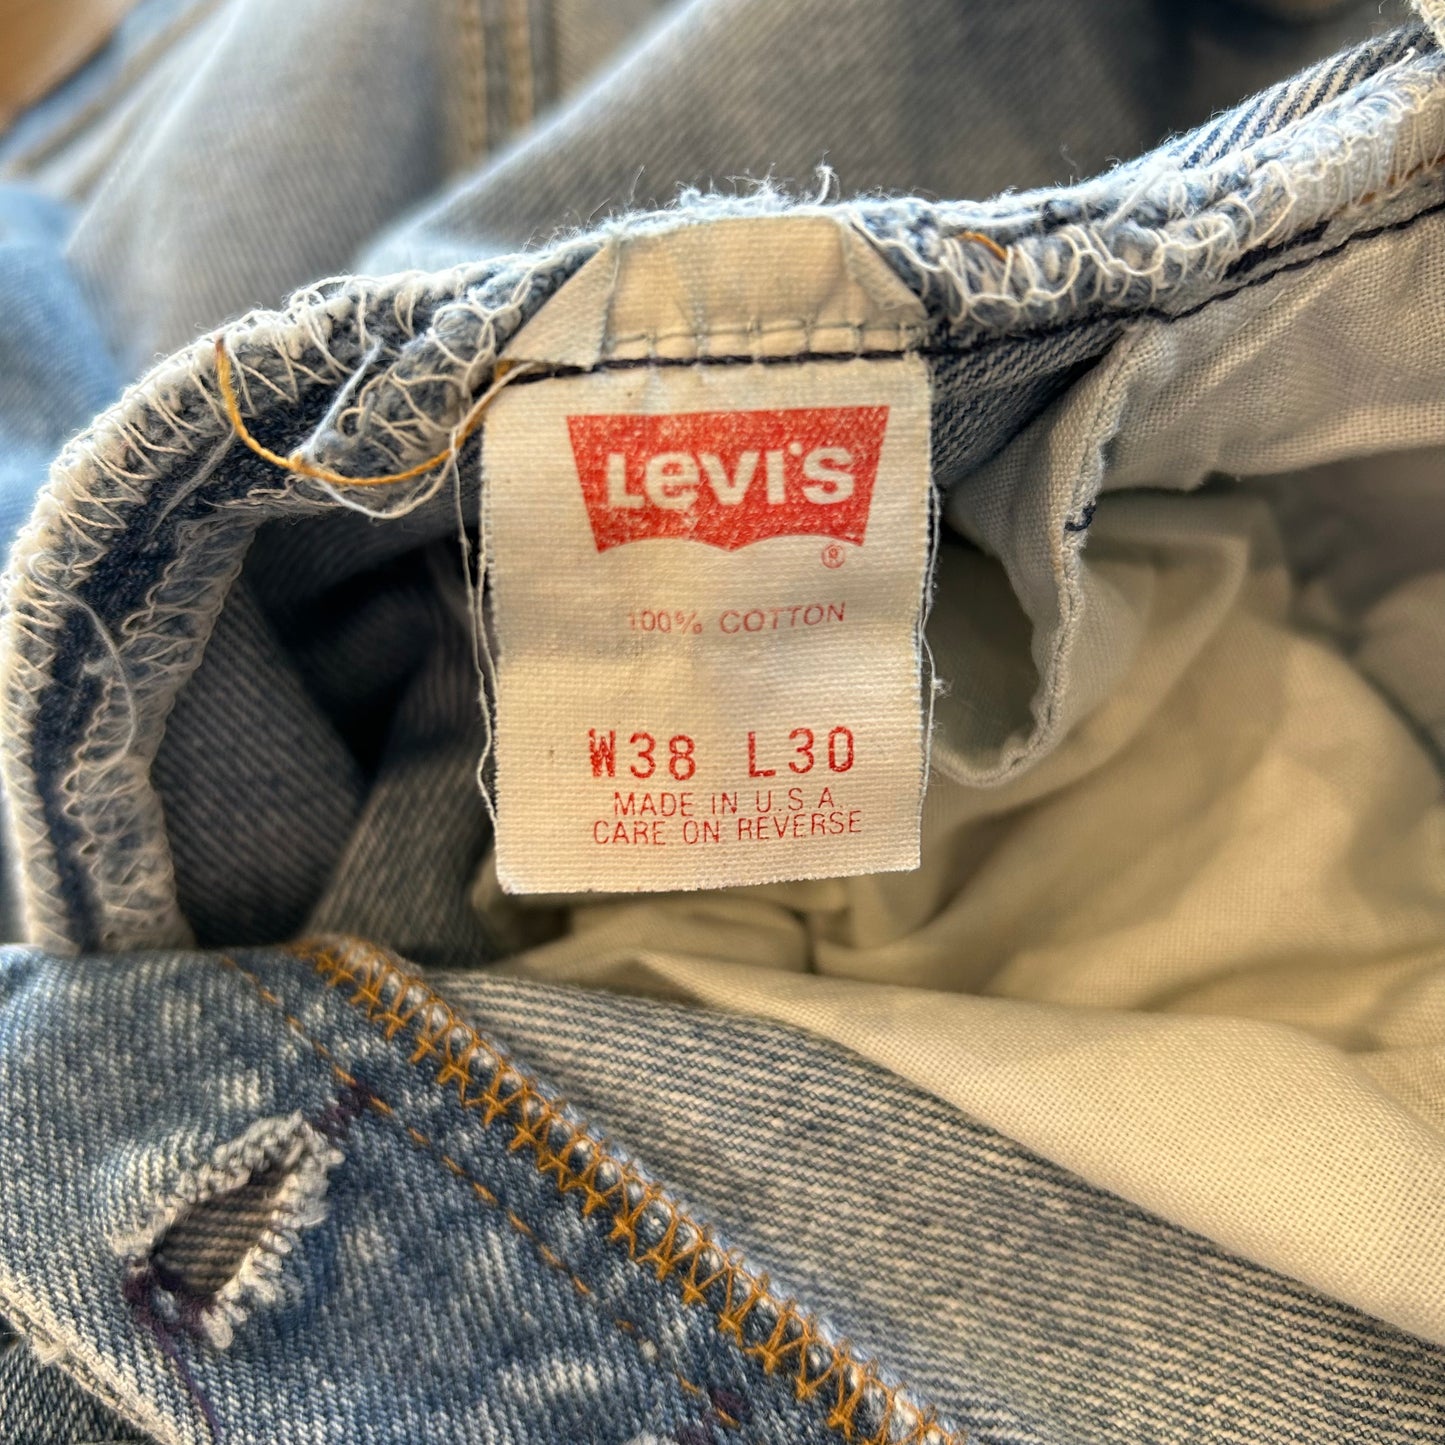 Levi's
®
100% COTTON
W38 L30
MADE IN U.S.A.
CARE ON REVERSE